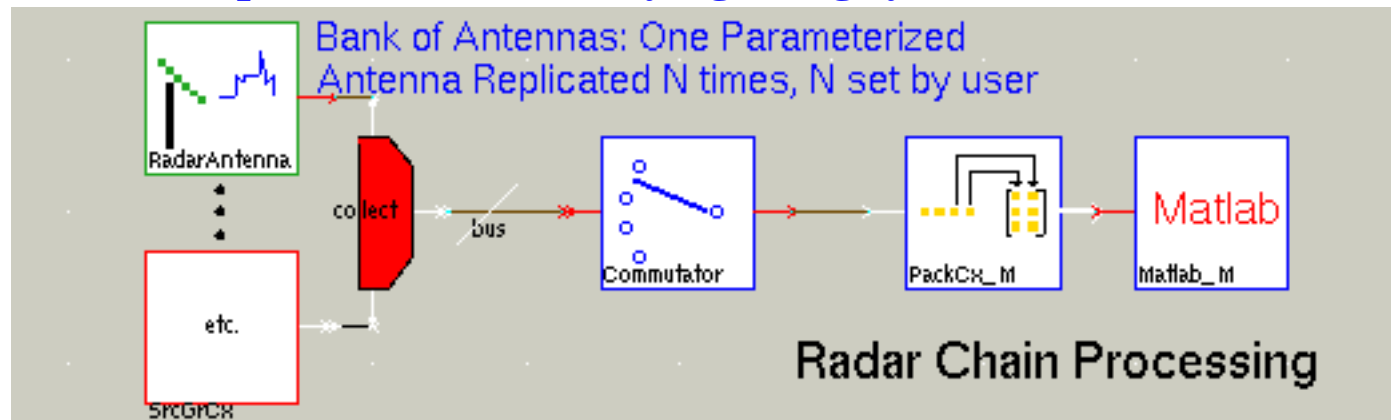 Bank of Antennas: One Parameterized
Antenna Replicated N times, N set by user
RadarAntenna
collect
bus
Commutator
PackCx_M
Matlab
Matlab_M
etc.
SrcGrCx
Radar Chain Processing